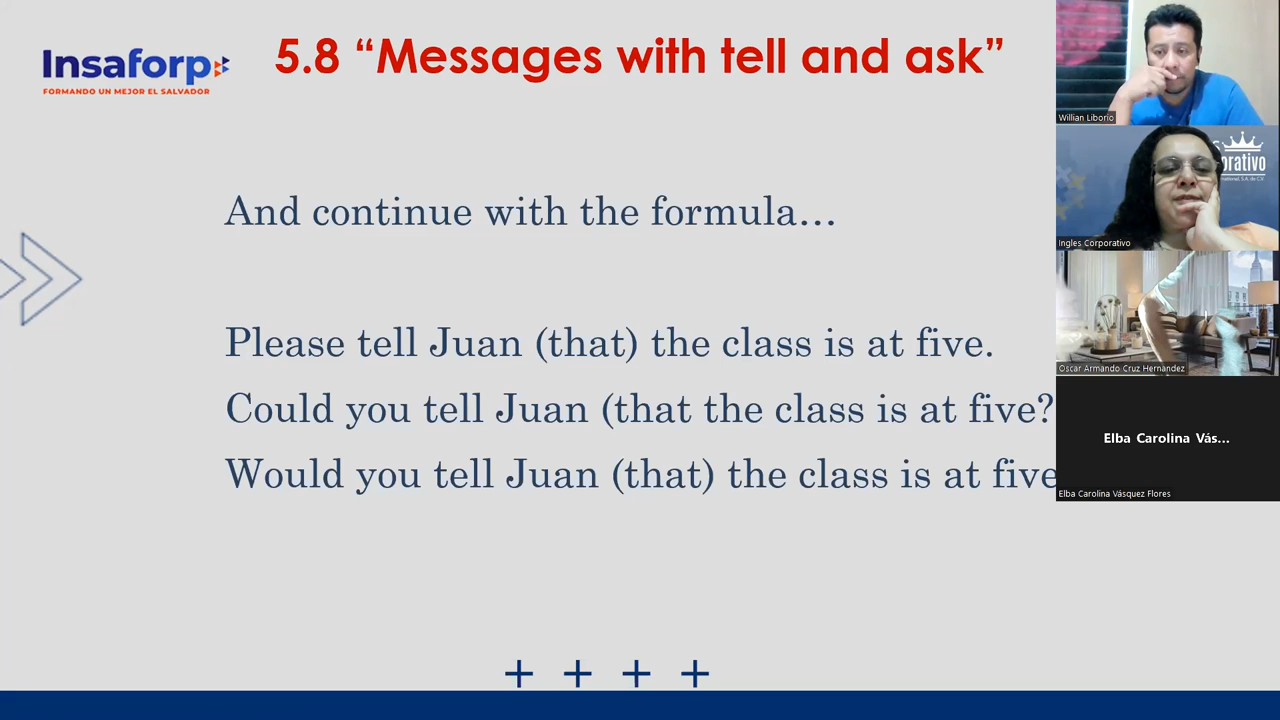 5.8 “Messages with tell and ask”
Insaforp
FORMANDO UN MEJOR EL SALVADOR
And continue with the formula...
Please tell Juan (that) the class is at five.
Could you tell Juan (that the class is at five?
Would you tell Juan (that) the class is at five
Willian Liborio
orativo
Ingles Corporativo
Oscar Armando Cruz Hernandez
Elba Carolina Vás...
Elba Carolina Vásquez Flores